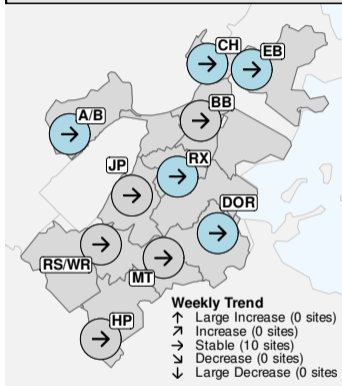 CH
EB
BB
A/B
JP
RX
DOR
RS/WR
MT
HP
Weekly Trend
↑ Large Increase (0 sites)
↗ Increase (0 sites)
→ Stable (10 sites)
↘ Decrease (0 sites)
↓ Large Decrease (0 sites